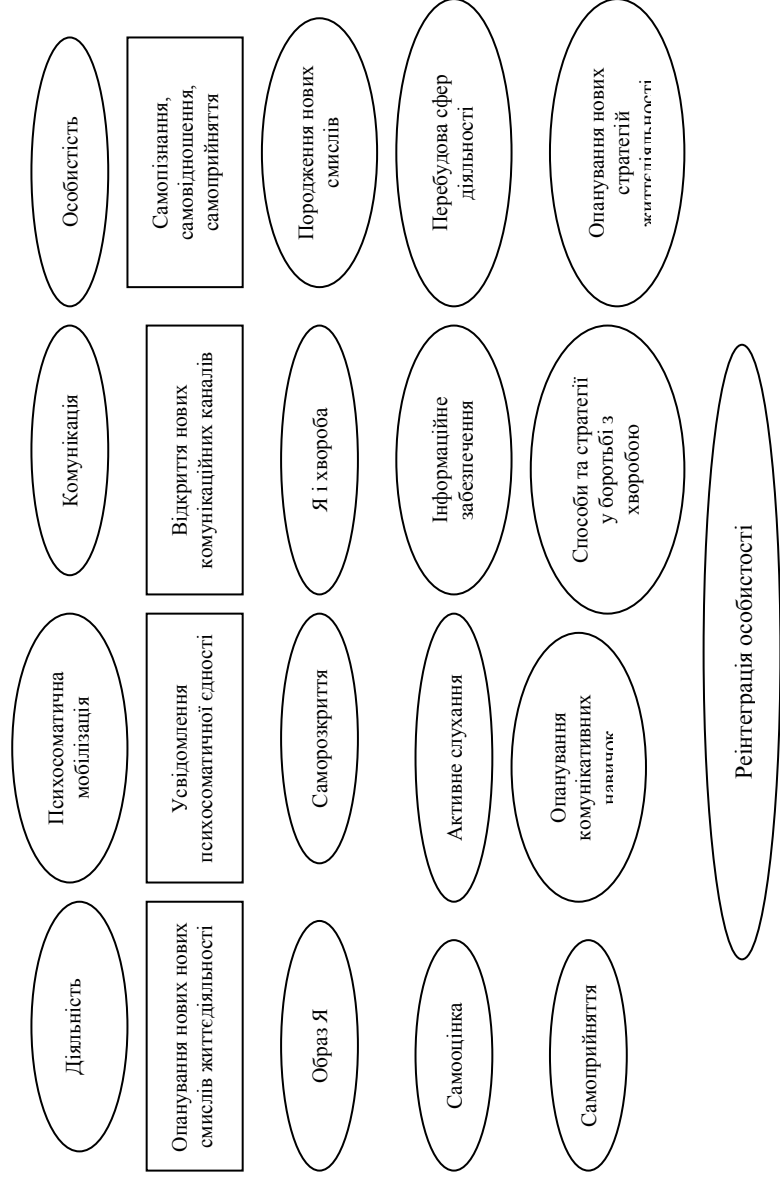 Діяльність
Психосоматична
мобілізація
Комунікація
Особистість
Опанування нових нових
смислів життєдіяльності
Усвідомлення
психосоматичної єдності
Відкриття нових
комунікаційних каналів
Самопізнання,
самовідношення,
самоприйняття
Образ Я
Саморозкриття
Я і хвороба
Породження нових
смислів
Самооцінка
Активне слухання
Інформаційне
забезпечення
Перебудова сфер
діяльності
Самоприйняття
Опанування
комунікативних
навичок
Способи та стратегії
у боротьбі з
хворобою
Опанування нових
стратегій
життєдіяльності
Реінтеграція особистості